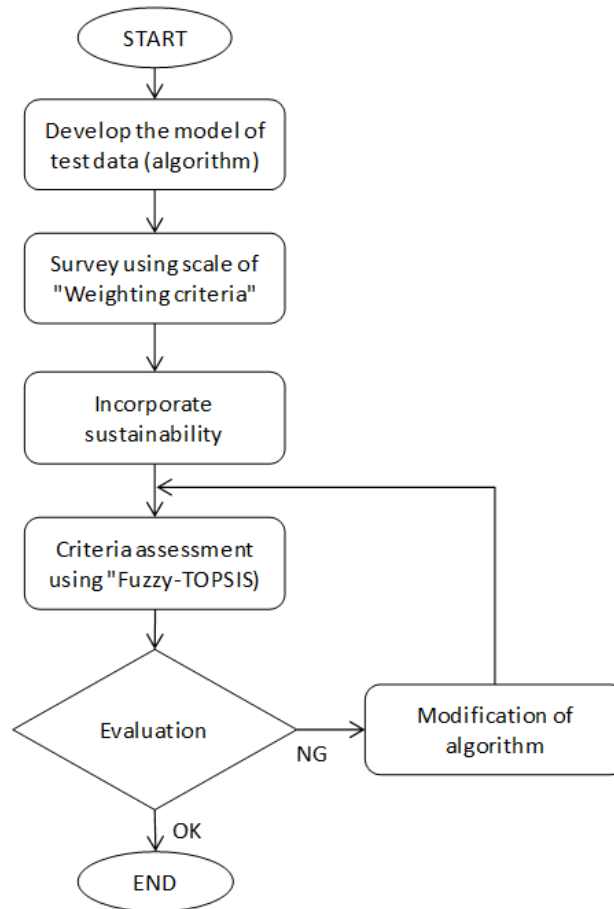 START
Develop the model of
test data (algorithm)
Survey using scale of
"Weighting criteria"
Incorporate
sustainability
Criteria assessment
using "Fuzzy-TOPSIS)
Evaluation
NG
Modification of
algorithm
OK
END